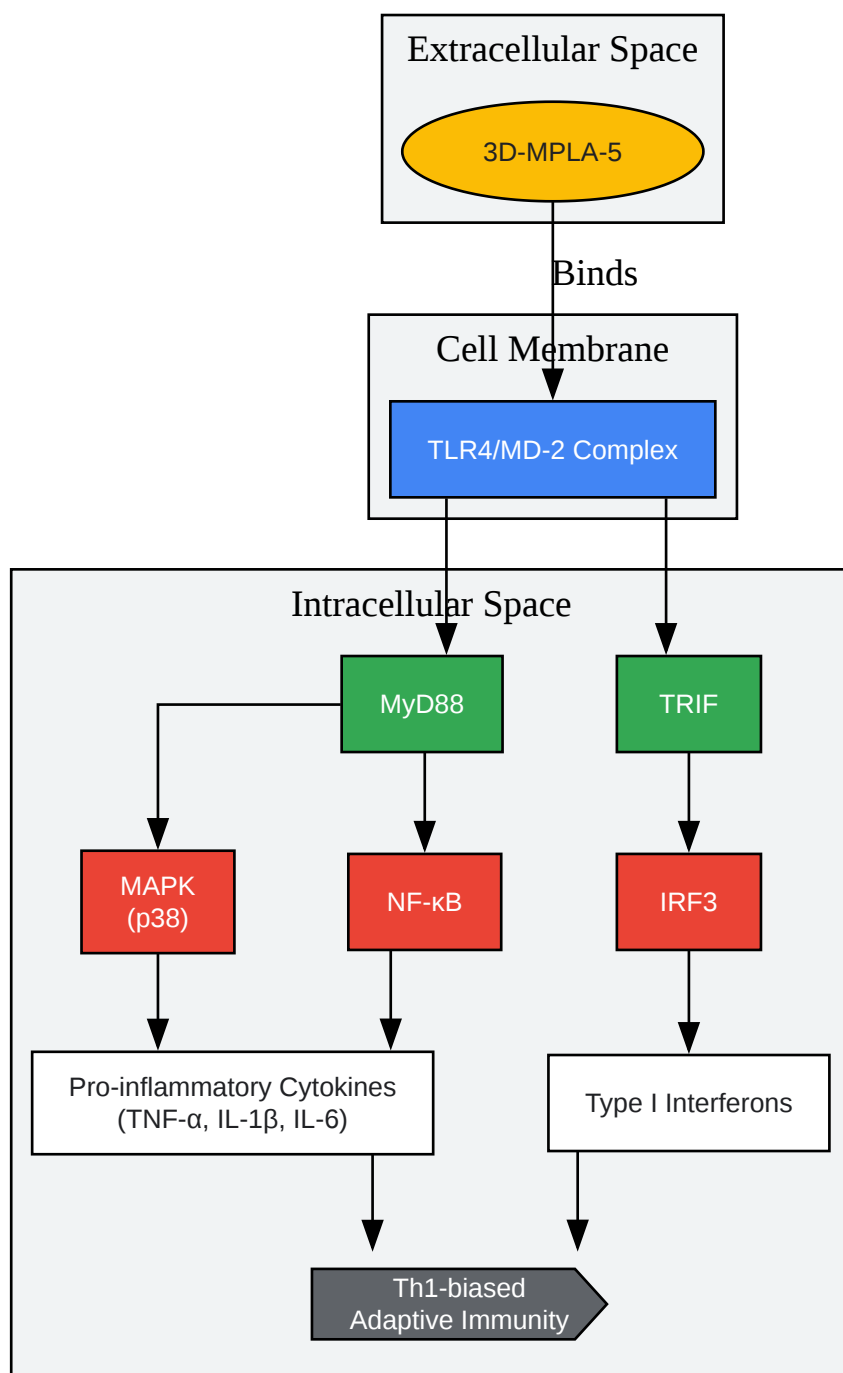 Extracellular Space
3D-MPLA-5
Binds
Cell Membrane
TLR4/MD-2 Complex
Intracellular Space
MyD88
TRIF
MAPK
(p38)
NF-κB
IRF3
Pro-inflammatory Cytokines
(TNF-α, IL-1β, IL-6)
Type I Interferons
Th1-biased
Adaptive Immunity